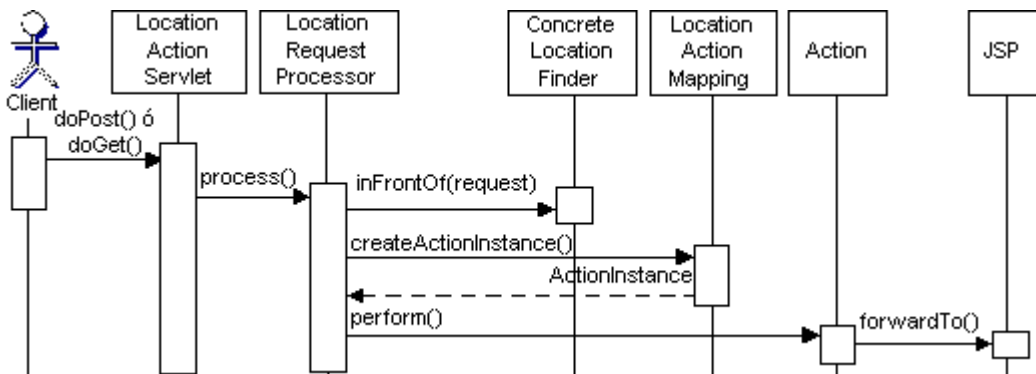 Client
Location
Action
Servlet
Location
Request
Processor
Concrete
Location
Finder
Location
Action
Mapping
Action
JSP
doPost() ó
doGet()
process()
inFrontOf(request)
createActionInstance()
ActionInstance
perform()
forwardTo()